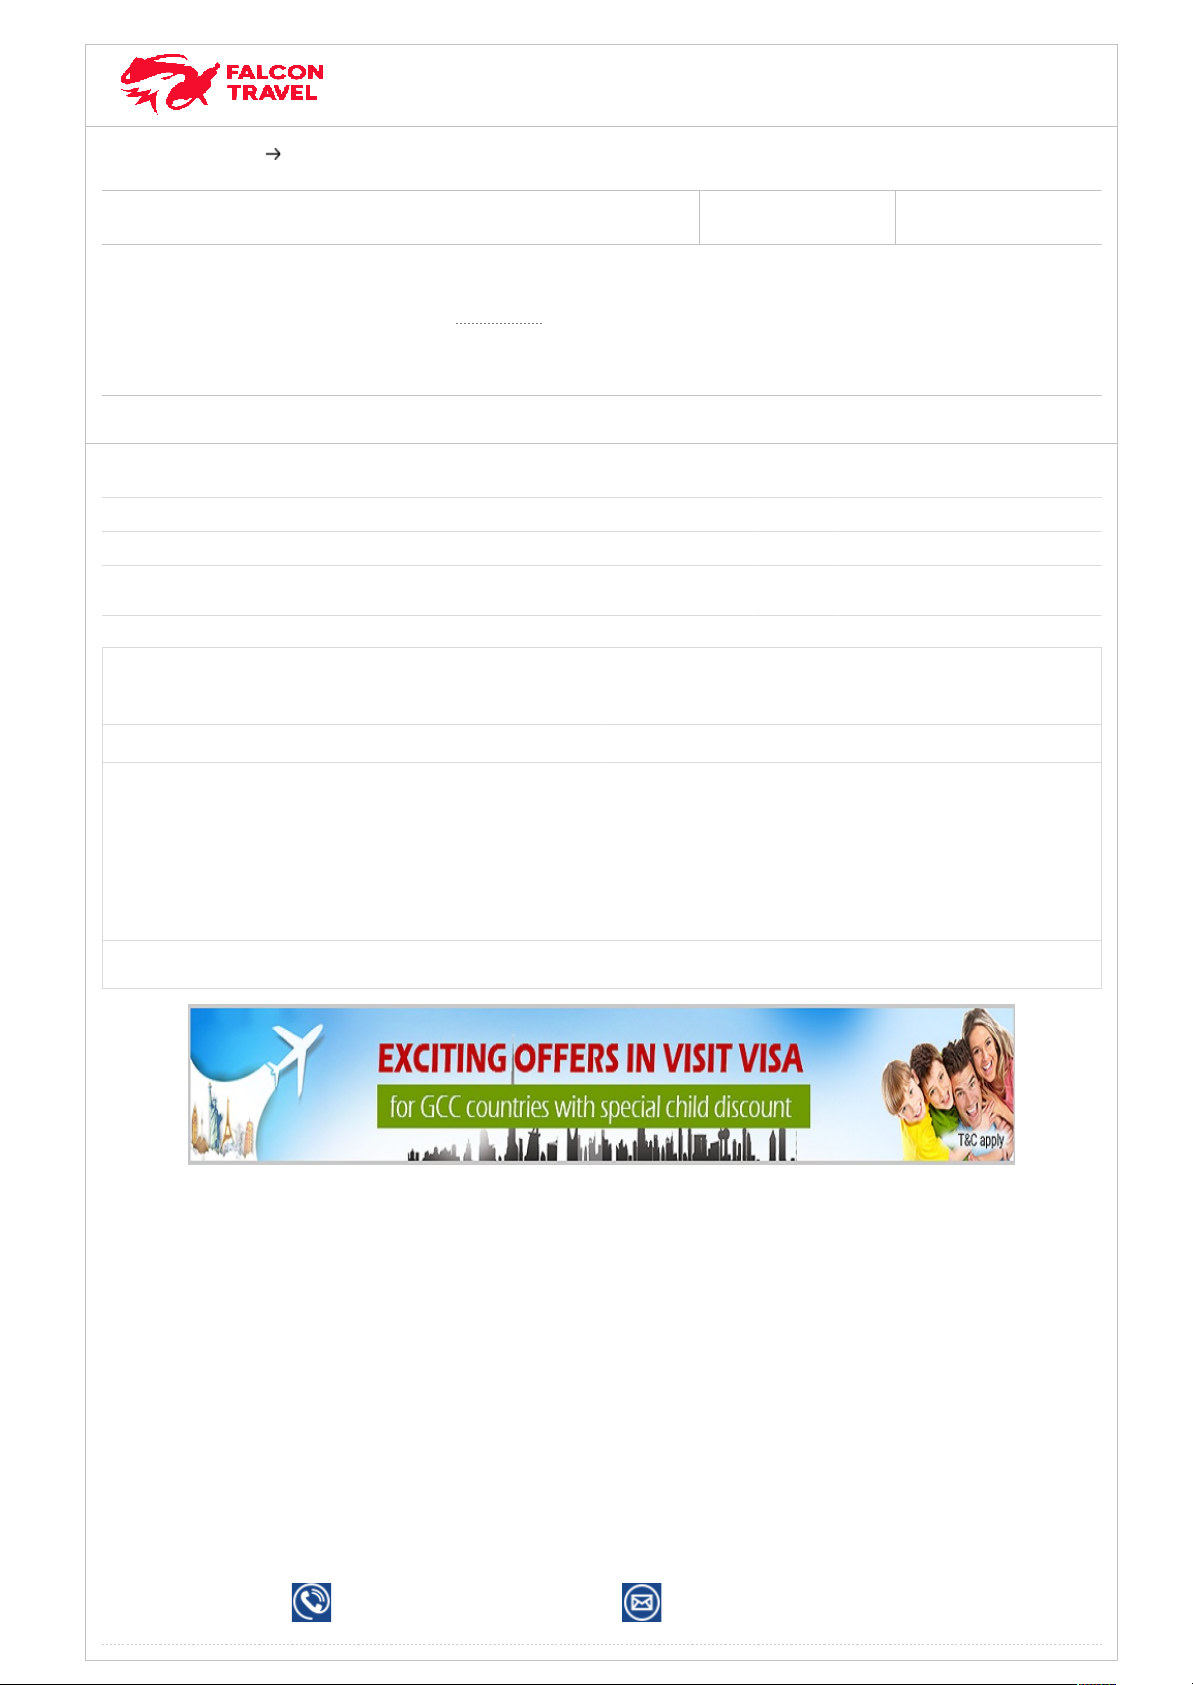 FALCON
TRAVEL
EXCITING OFFERS IN VISIT VISA
for GCC countries with special child discount
T&C apply